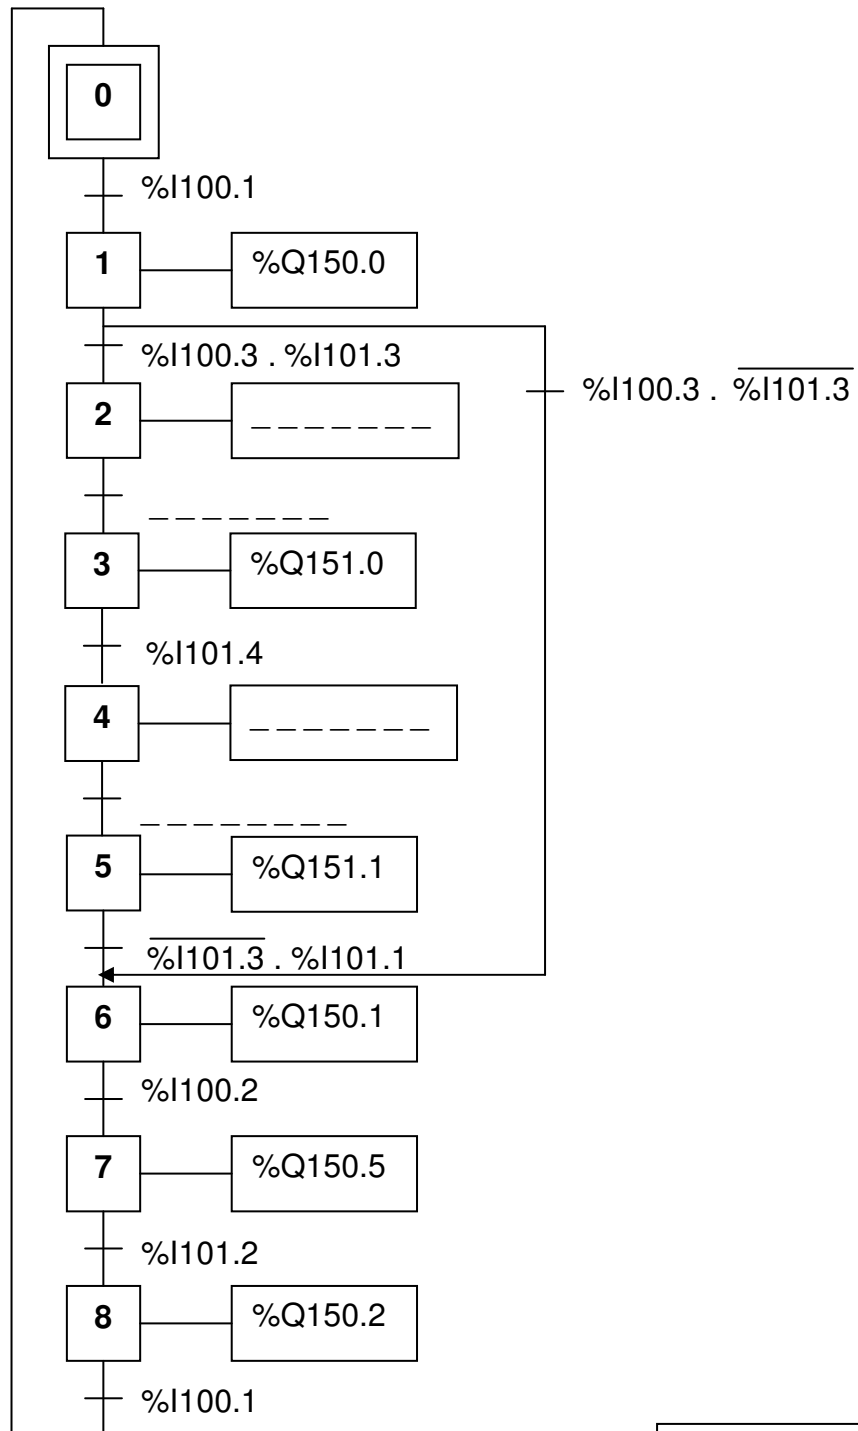 0
%I100.1
1 %Q150.0
%I100.3 . %I101.3
%I100.3 . %I101.3
2 _ _ _ _ _ _ _
_ _ _ _ _ _ _
3 %Q151.0
%I101.4
4 _ _ _ _ _ _ _
_ _ _ _ _ _ _ _
5 %Q151.1
%I101.3 . %I101.1
6 %Q150.1
%I100.2
7 %Q150.5
%I101.2
8 %Q150.2
%I100.1